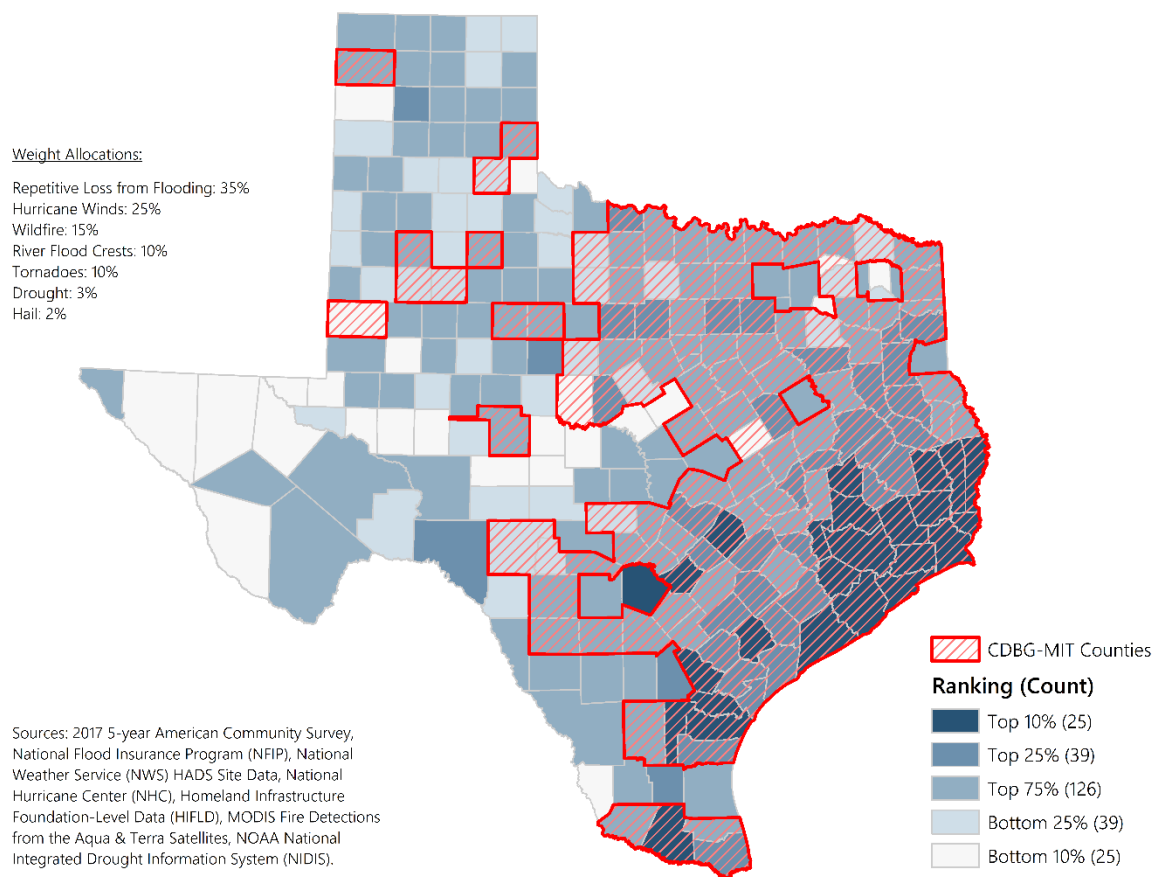 Weight Allocations:
Repetitive Loss from Flooding: 35%
Hurricane Winds: 25%
Wildfire: 15%
River Flood Crests: 10%
Tornadoes: 10%
Drought: 3%
Hail: 2%
Sources: 2017 5-year American Community Survey,
National Flood Insurance Program (NFIP), National
Weather Service (NWS) HADS Site Data, National
Hurricane Center (NHC), Homeland Infrastructure
Foundation-Level Data (HIFLD), MODIS Fire Detections
from the Aqua & Terra Satellites, NOAA National
Integrated Drought Information System (NIDIS).
CDBG-MIT Counties
Ranking (Count)
Top 10% (25)
Top 25% (39)
Top 75% (126)
Bottom 25% (39)
Bottom 10% (25)